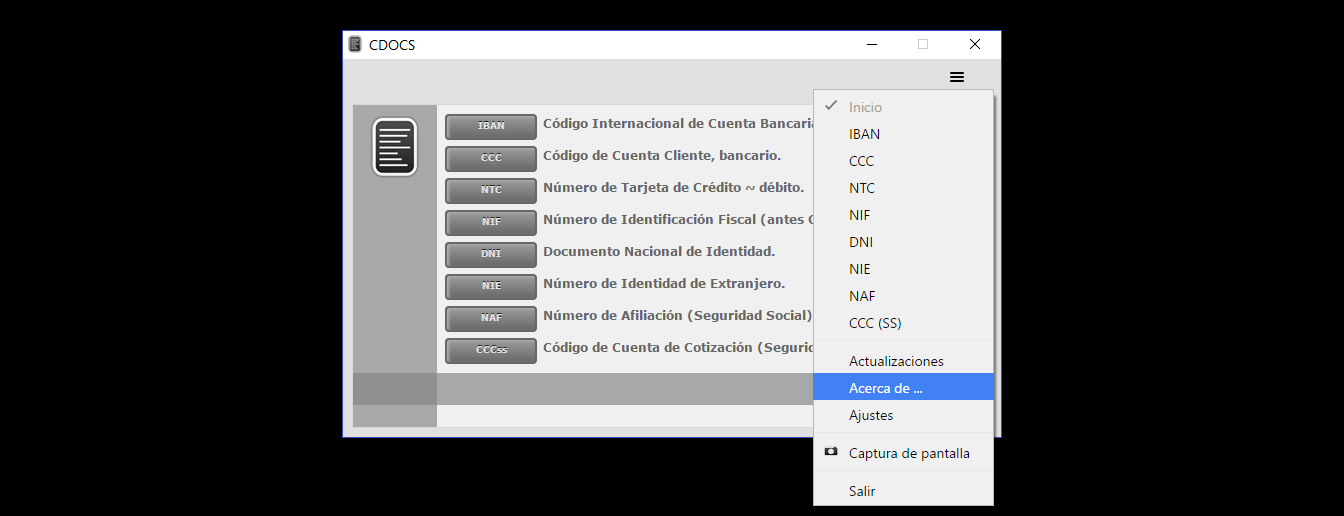 CDOCS
IBAN Código Internacional de Cuenta
CCC Código de Cuenta Cliente, bancario.
NTC Número de Tarjeta de Crédito ~ débito.
NIF Número de Identificación Fiscal (antes
DNI Documento Nacional de Identidad.
NIE Número de Identidad de Extranjero.
NAF Número de Afiliación (Seguridad Social)
CCCss Código de Cuenta de Cotización
Inicio
IBAN
CCC
NTC
NIF
DNI
NIE
NAF
CCC (SS)
Actualizaciones
Acerca de ...
Ajustes
Captura de pantalla
Salir